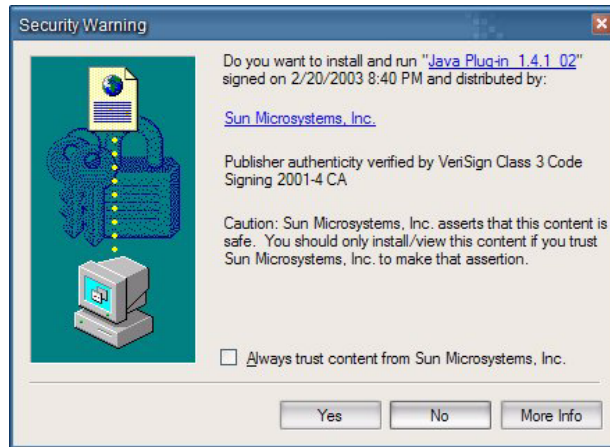 Security Warning
Do you want to install and run "Java Plug-in 1.4.1_02"
signed on 2/20/2003 8:40 PM and distributed by:
Sun Microsystems, Inc.
Publisher authenticity verified by VeriSign Class 3 Code
Signing 2001-4 CA
Caution: Sun Microsystems, Inc. asserts that this content is
safe. You should only install/view this content if you trust
Sun Microsystems, Inc. to make that assertion.
Always trust content from Sun Microsystems, Inc.
Yes
No
More Info